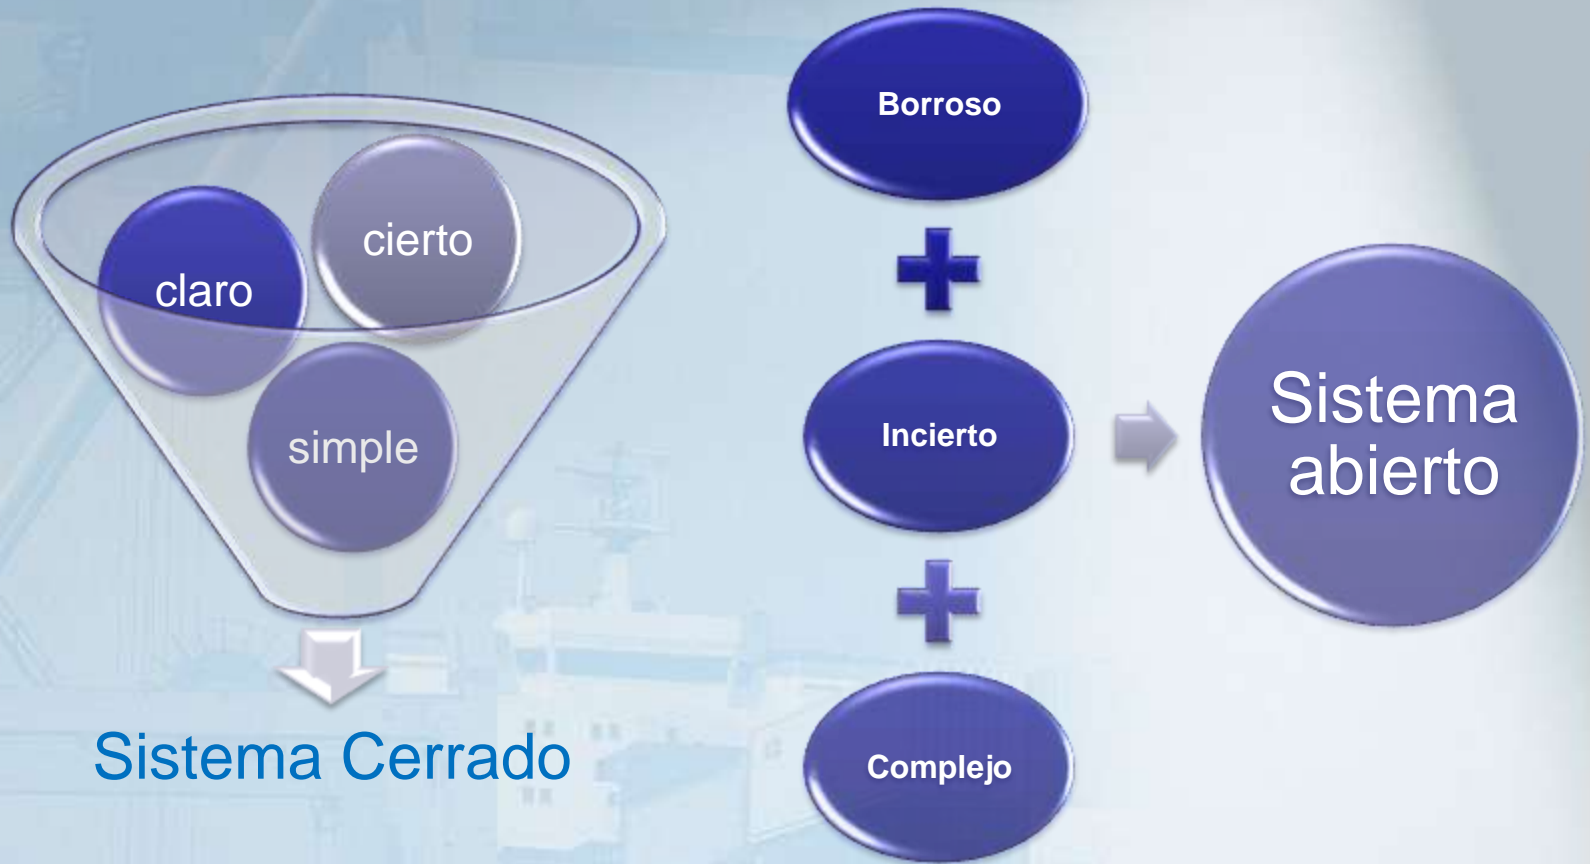 claro
cierto
simple
Sistema Cerrado
Borroso
Incierto
Complejo
Sistema
abierto